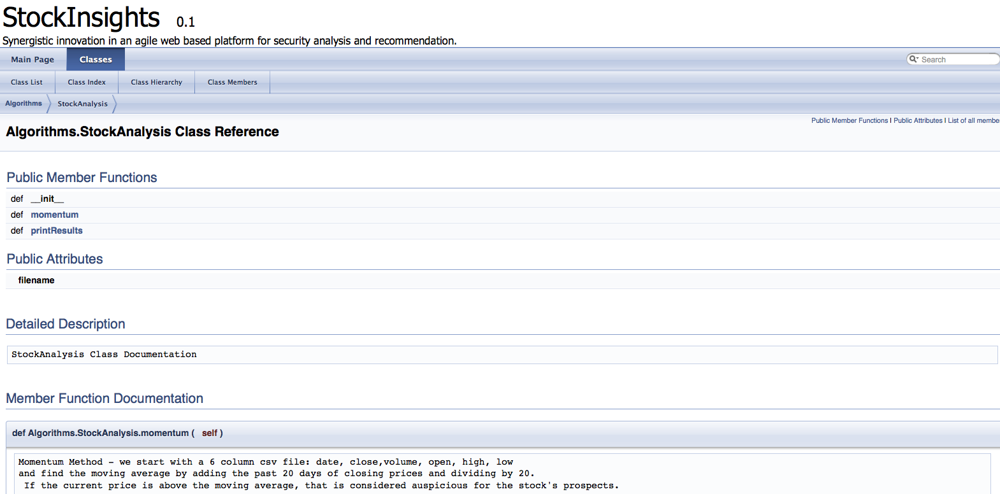 StockInsights 0.1
Synergistic innovation in an agile web based platform for security analysis and recommendation.
Main Page Classes Search
Class List Class Index Class Hierarchy Class Members
Algorithms StockAnalysis
Public Member Functions | Public Attributes | List of all membe
Algorithms.StockAnalysis Class Reference
Public Member Functions
def __init__
def momentum
def printResults
Public Attributes
filename
Detailed Description
StockAnalysis Class Documentation
Member Function Documentation
def Algorithms.StockAnalysis.momentum ( self )
Momentum Method - we start with a 6 column csv file: date, close,volume, open, high, low
and find the moving average by adding the past 20 days of closing prices and dividing by 20.
If the current price is above the moving average, that is considered auspicious for the stock's prospects.